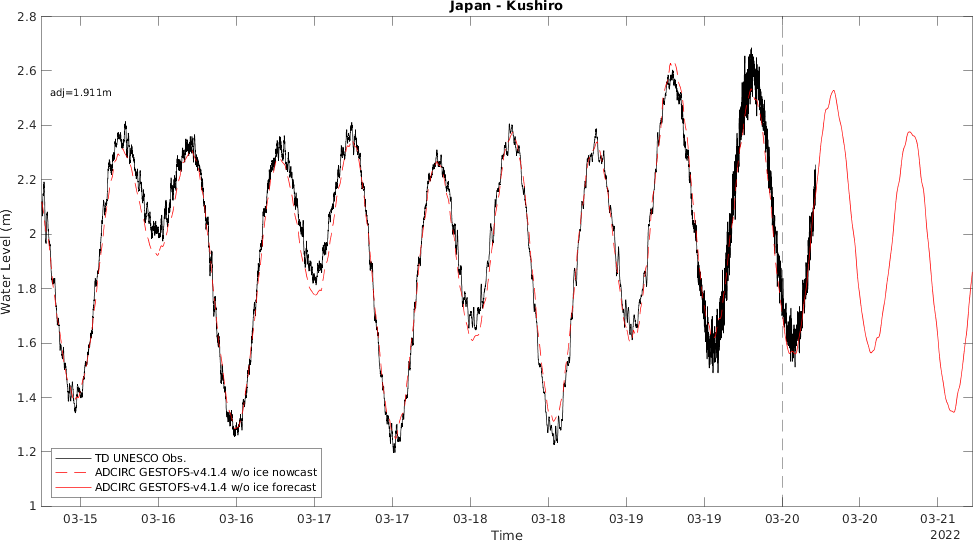 Japan - Kushiro
2.8
2.6
2.4
2.2
2
1.8
1.6
1.4
1.2
1
Water Level (m)
adj=1.911m
TD UNESCO Obs.
ADCIRC GESTOFS-v4.1.4 w/o ice nowcast
ADCIRC GESTOFS-v4.1.4 w/o ice forecast
03-15 03-16 03-16 03-17 03-17 03-18 03-18 03-19 03-19 03-20 03-20 03-21
2022
Time